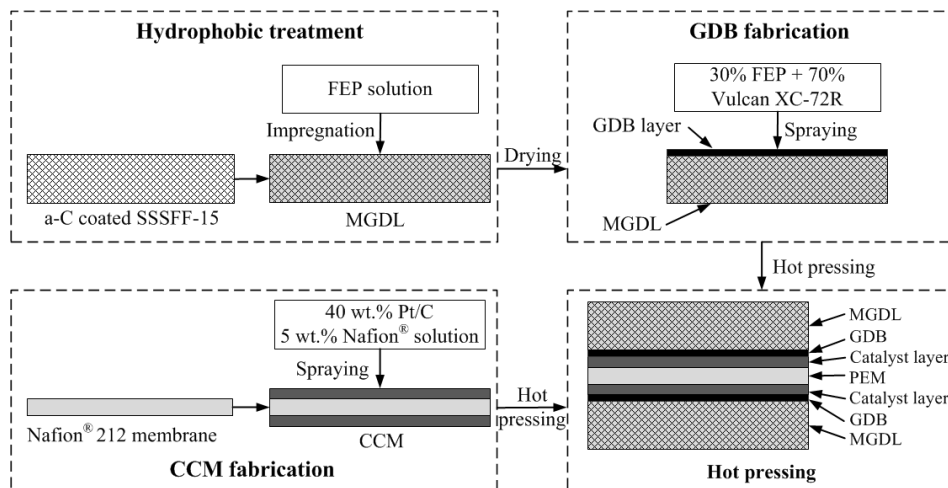 Hydrophobic treatment
FEP solution
Impregnation
a-C coated SSSFF-15
MGDL
Drying
GDB fabrication
30% FEP + 70%
Vulcan XC-72R
GDB layer
Spraying
MGDL
Hot pressing
40 wt.% Pt/C
5 wt.% Nafion® solution
Spraying
Nafion® 212 membrane
CCM
CCM fabrication
Hot
pressing
MGDL
GDB
Catalyst layer
PEM
Catalyst layer
GDB
MGDL
Hot pressing